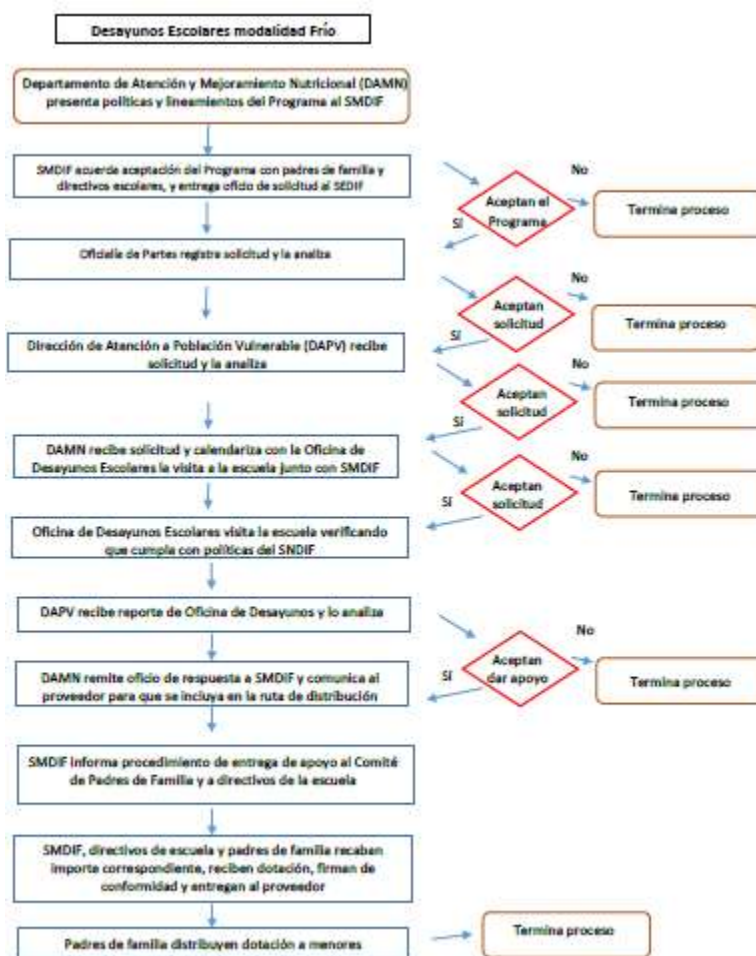 Desayunos Escolares modalidad Frío
Departamento de Atención y Mejoramiento Nutricional (DAMN)
presenta políticas y lineamientos del Programa al SMDIF
SMDIF acuerda aceptación del Programa con padres de familia y
directivos escolares, y entrega oficio de solicitud al SEDIF
Aceptan el
Programa
No
Sí
Termina proceso
Oficialíe de Partes registra solicitud y la analiza
Aceptan
solicitud
No
Sí
Termina proceso
Dirección de Atención a Población Vulnerable (DAPV) recibe
solicitud y la analiza
Aceptan
solicitud
No
Sí
Termina proceso
DAMN recibe solicitud y calendariza con la Oficina de
Desayunos Escolares la visita a la escuela junto con SMDIF
Aceptan
solicitud
No
Sí
Termina proceso
Oficina de Desayunos Escolares visita la escuela verificando
que cumpla con políticas del SNDIF
DAPV recibe reporte de Oficina de Desayunos y lo analiza
Aceptan
dar apoyo
No
Sí
Termina proceso
DAMN remite oficio de respuesta a SMDIF y comunica al
proveedor para que se incluya en la ruta de distribución
SMDIF informa procedimiento de entrega de apoyo al Comité
de Padres de Familia y a directivos de la escuela
SMDIF, directivos de escuela y padres de familia recaban
importe correspondiente, reciben dotación, firman de
conformidad y entregan al proveedor
Padres de familia distribuyen dotación a menores
Termina proceso